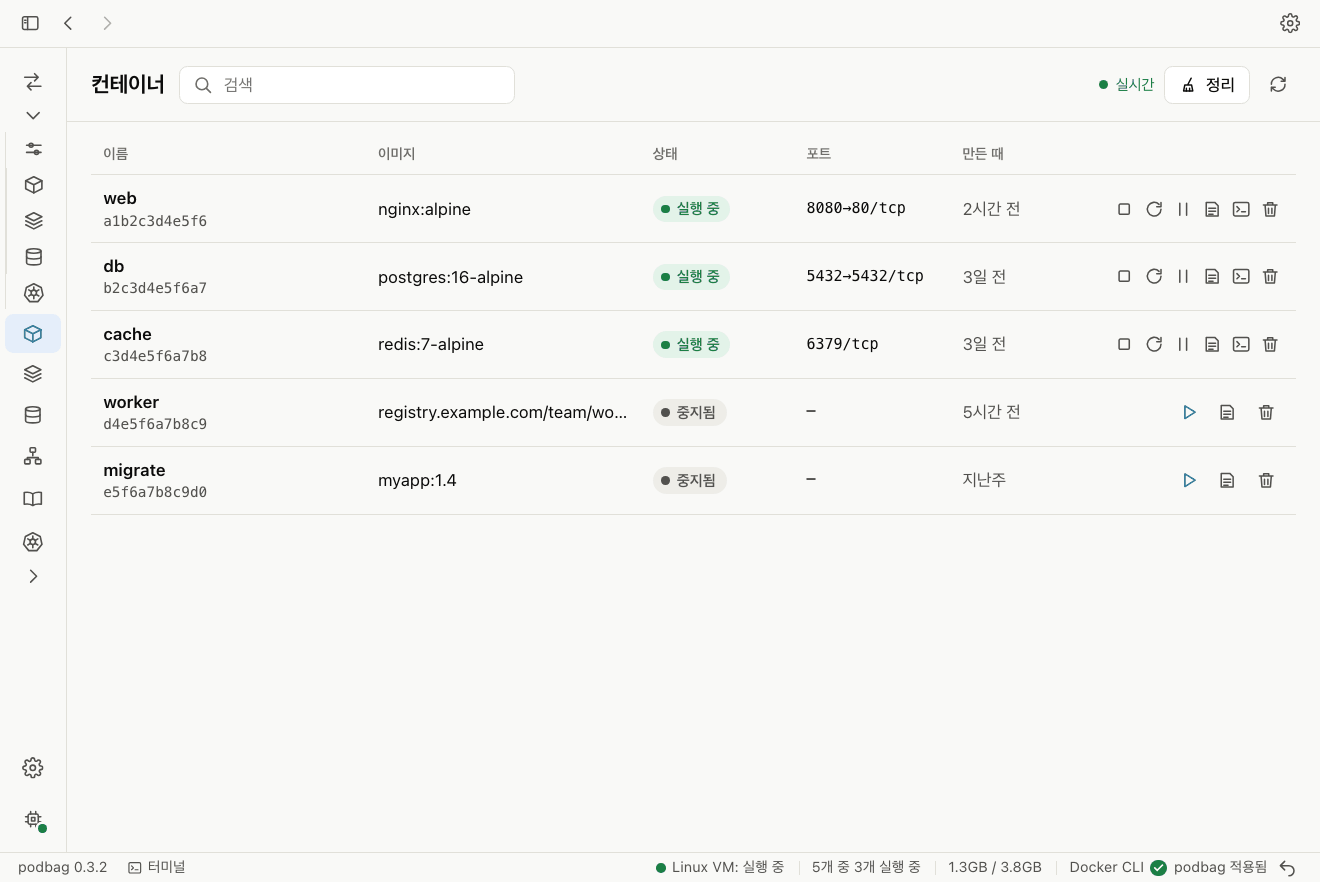 컨테이너
검색
실시간
정리
이름 이미지 상태 포트 만든 때
web
a1b2c3d4e5f6
nginx:alpine
실행 중
8080→80/tcp
2시간 전
db
b2c3d4e5f6a7
postgres:16-alpine
실행 중
5432→5432/tcp
3일 전
cache
c3d4e5f6a7b8
redis:7-alpine
실행 중
6379/tcp
3일 전
worker
d4e5f6a7b8c9
registry.example.com/team/wo...
중지됨
–
5시간 전
migrate
e5f6a7b8c9d0
myapp:1.4
중지됨
–
지난주
podbag 0.3.2 터미널 Linux VM: 실행 중 5개 중 3개 실행 중 1.3GB / 3.8GB Docker CLI podbag 적용됨